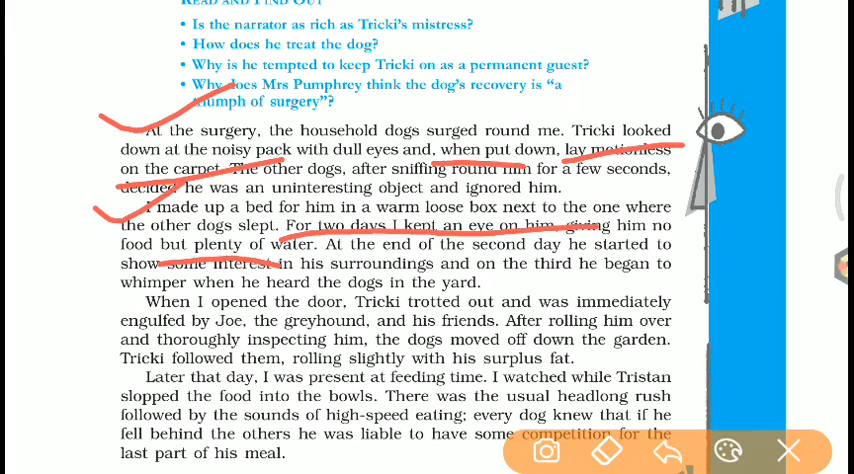 READ AND FIND OUT
• Is the narrator as rich as Tricki's mistress?
• How does he treat the dog?
• Why is he tempted to keep Tricki on as a permanent guest?
• Why does Mrs Pumphrey think the dog's recovery is "a
triumph of surgery"?
At the surgery, the household dogs surged round me. Tricki looked
down at the noisy pack with dull eyes and, when put down, lay motionless
on the carpet. The other dogs, after sniffing round him for a few seconds,
decided he was an uninteresting object and ignored him.
I made up a bed for him in a warm loose box next to the one where
the other dogs slept. For two days I kept an eye on him, giving him no
food but plenty of water. At the end of the second day he started to
show some interest in his surroundings and on the third he began to
whimper when he heard the dogs in the yard.
When I opened the door, Tricki trotted out and was immediately
engulfed by Joe, the greyhound, and his friends. After rolling him over
and thoroughly inspecting him, the dogs moved off down the garden.
Tricki followed them, rolling slightly with his surplus fat.
Later that day, I was present at feeding time. I watched while Tristan
slopped the food into the bowls. There was the usual headlong rush
followed by the sounds of high-speed eating; every dog knew that if he
fell behind the others he was liable to have some competition for the
last part of his meal.